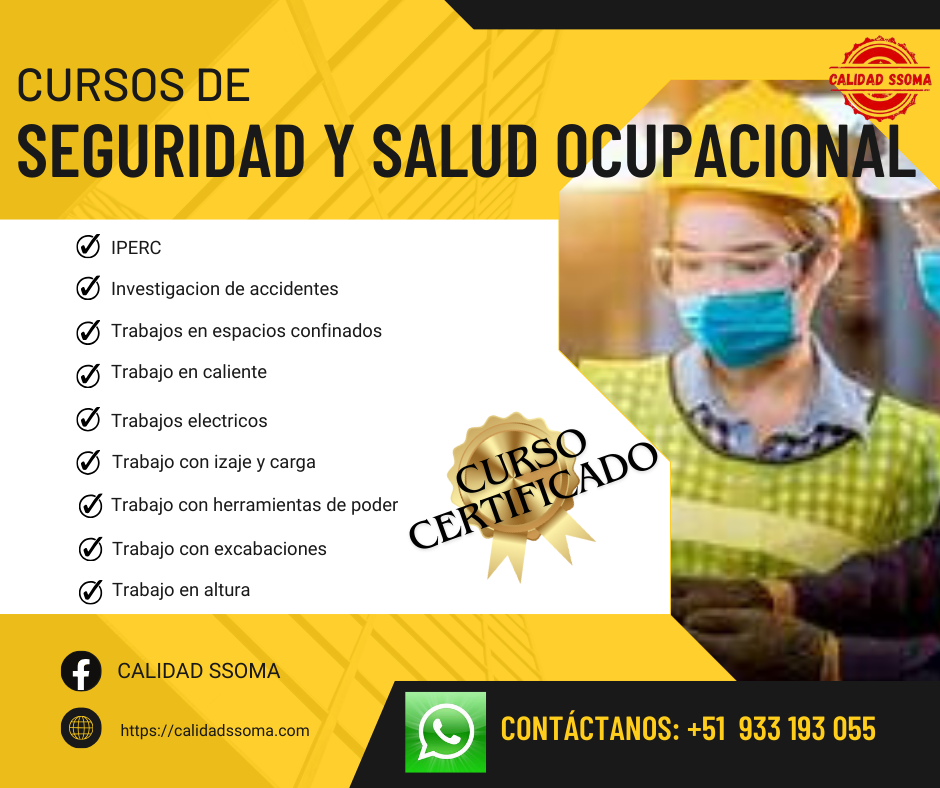 CALIDAD SSOMA
CURSOS DE
SEGURIDAD Y SALUD OCUPACIONAL
IPERC
Investigacion de accidentes
Trabajos en espacios confinados
Trabajo en caliente
Trabajos electricos
Trabajo con izaje y carga
Trabajo con herramientas de poder
Trabajo con excabaciones
Trabajo en altura
CURSO
CERTIFICADO
CALIDAD SSOMA
https://calidadssoma.com
CONTÁCTANOS: +51 933 193 055